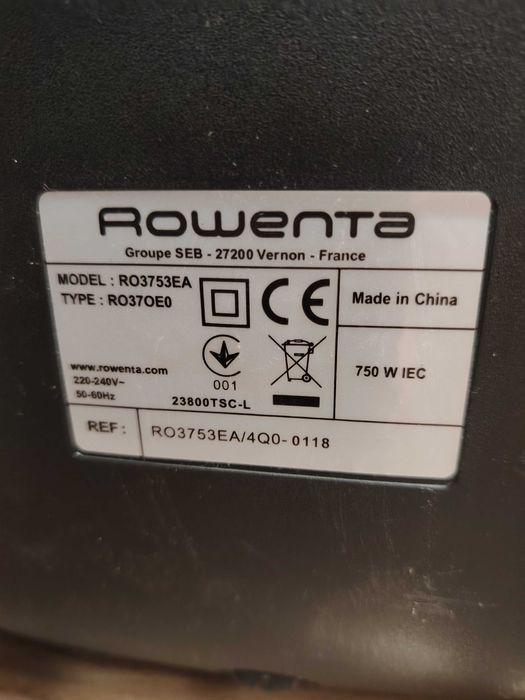 Rowenta
Groupe SEB - 27200 Vernon - France
MODEL : RO3753EA
TYPE : RO37OE0
CE
Made in China
www.rowenta.com
220-240V~
50-60Hz
001
23800TSC-L
750 W IEC
REF : RO3753EA/4Q0-0118